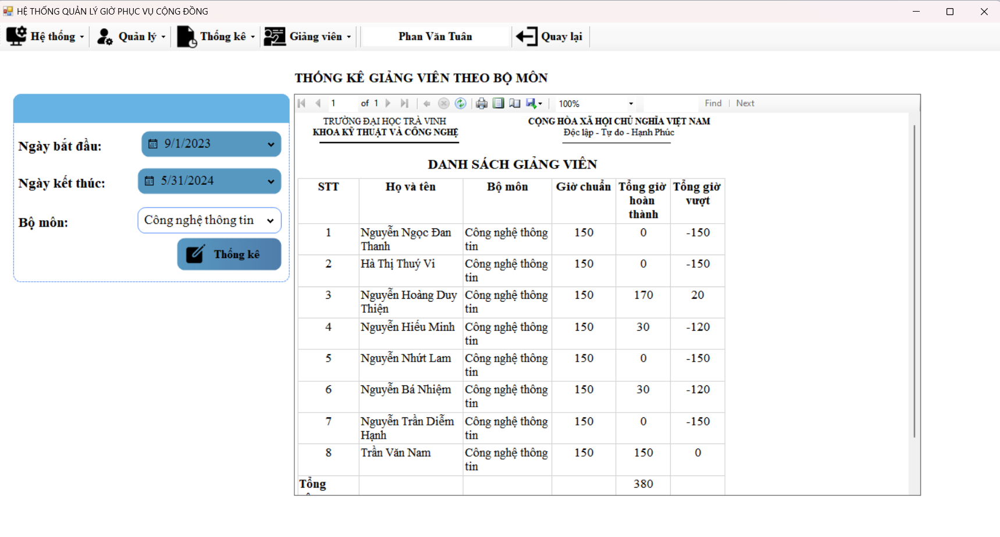 HỆ THỐNG QUẢN LÝ GIỜ PHỤC VỤ CỘNG ĐỒNG
Hệ thống Quản lý Thống kê Giảng viên Phan Văn Tuân Quay lại
THỐNG KÊ GIẢNG VIÊN THEO BỘ MÔN
Ngày bắt đầu: 9/1/2023
Ngày kết thúc: 5/31/2024
Bộ môn: Công nghệ thông tin
Thống kê
1 of 1 100% Find Next
TRƯỜNG ĐẠI HỌC TRÀ VINH
KHOA KỸ THUẬT VÀ CÔNG NGHỆ
CỘNG HÒA XÃ HỘI CHỦ NGHĨA VIỆT NAM
Độc lập - Tự do - Hạnh Phúc
DANH SÁCH GIẢNG VIÊN
STT Họ và tên Bộ môn Giờ chuẩn Tổng giờ hoàn thành Tổng giờ vượt
1 Nguyễn Ngọc Đan Thanh Công nghệ thông tin 150 0 -150
2 Hà Thị Thuý Vi Công nghệ thông tin 150 0 -150
3 Nguyễn Hoàng Duy Thiện Công nghệ thông tin 150 170 20
4 Nguyễn Hiếu Minh Công nghệ thông tin 150 30 -120
5 Nguyễn Nhứt Lam Công nghệ thông tin 150 0 -150
6 Nguyễn Bá Nhiệm Công nghệ thông tin 150 30 -120
7 Nguyễn Trần Diễm Hạnh Công nghệ thông tin 150 0 -150
8 Trần Văn Nam Công nghệ thông tin 150 150 0
Tổng 380